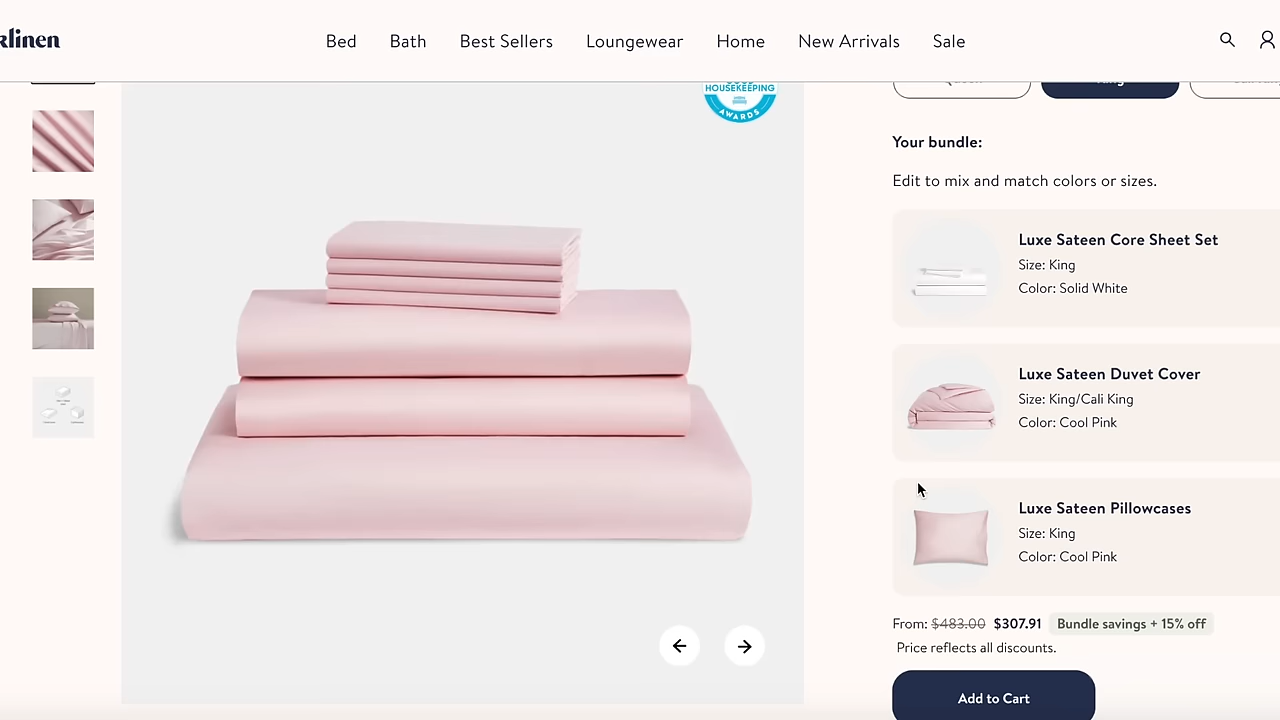 klinen
Bed Bath Best Sellers Loungewear Home New Arrivals Sale
HOUSEKEEPING
AWARDS
Your bundle:
Edit to mix and match colors or sizes.
Luxe Sateen Core Sheet Set
Size: King
Color: Solid White
Luxe Sateen Duvet Cover
Size: King/Cali King
Color: Cool Pink
Luxe Sateen Pillowcases
Size: King
Color: Cool Pink
From: $483.00 $307.91 Bundle savings + 15% off
Price reflects all discounts.
Add to Cart